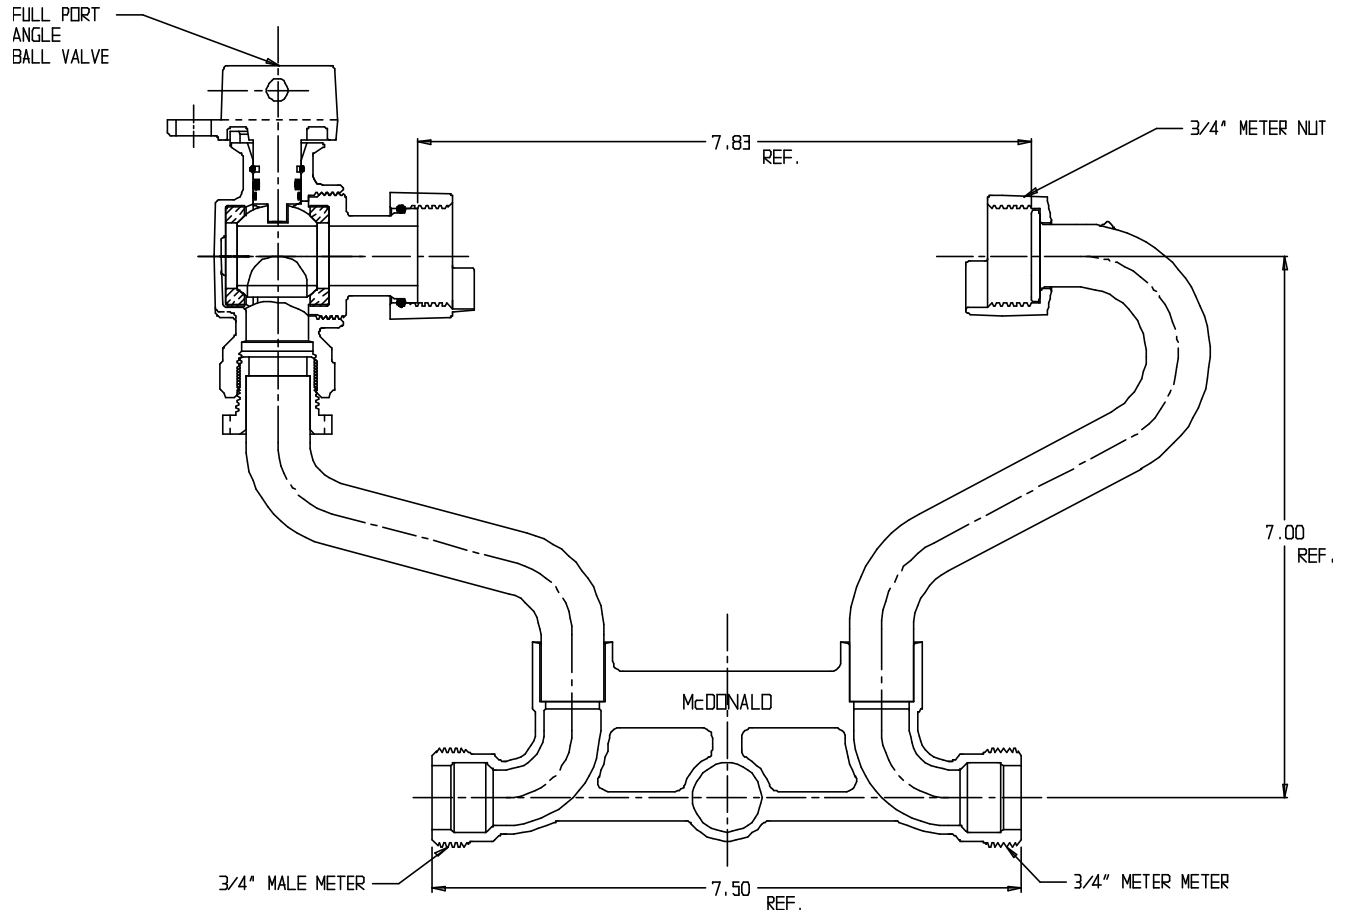 FULL PORT
ANGLE
BALL VALVE
7.83
REF.
3/4" METER NUT
7.00
REF.
McDONALD
3/4" MALE METER
7.50
REF.
3/4" METER METER